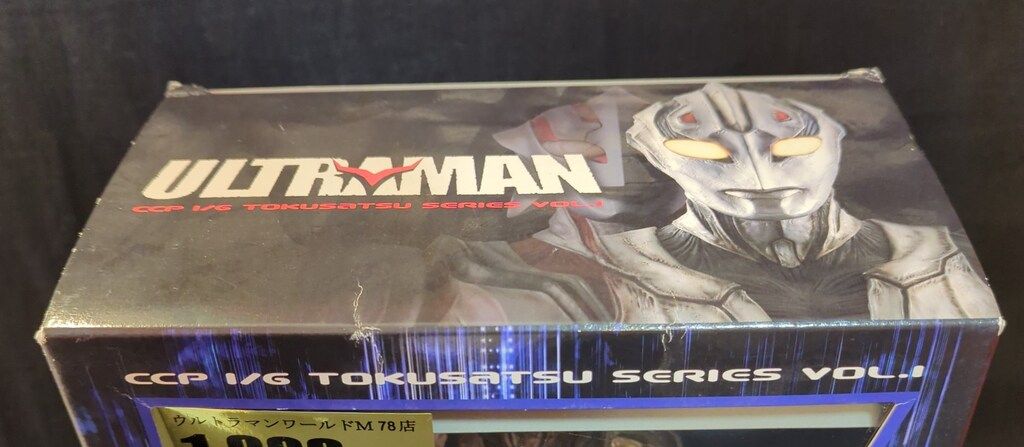 ULTRAMAN
CCP 1/6 TOKUSATSU SERIES VOL.1
CCP 1/6 TOKUSATSU SERIES VOL.1
ウルトラマンワールドM78店